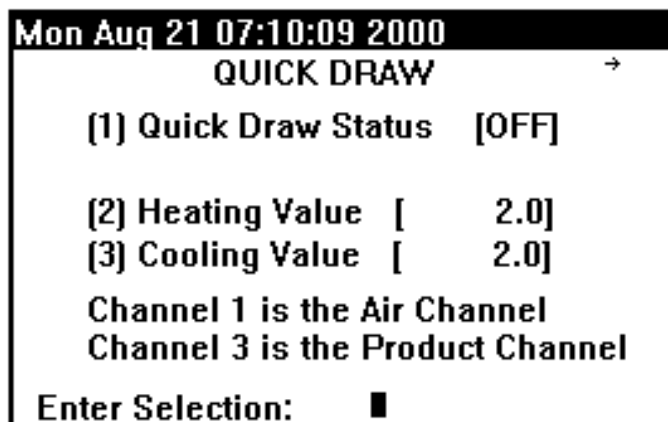 Mon Aug 21 07:10:09 2000
QUICK DRAW →
(1) Quick Draw Status [OFF]
(2) Heating Value [ 2.0]
(3) Cooling Value [ 2.0]
Channel 1 is the Air Channel
Channel 3 is the Product Channel
Enter Selection: